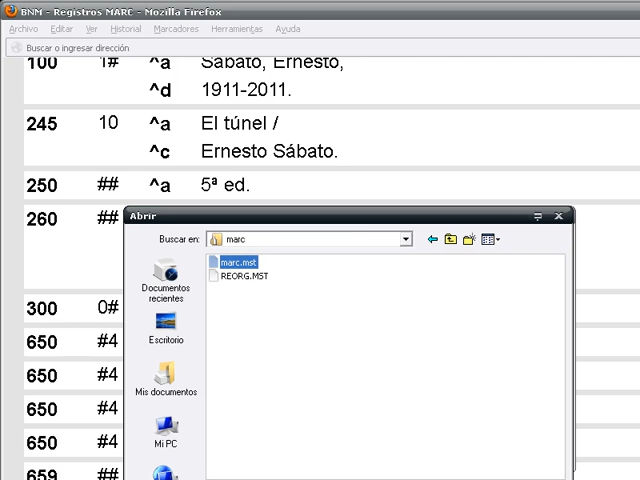 BNM - Registros MARC - Mozilla Firefox
Archivo Editar Ver Historial Marcadores Herramientas Ayuda
Buscar o ingresar dirección
100 1# ^a Sábato, Ernesto,
^d 1911-2011.
245 10 ^a El túnel /
^c Ernesto Sábato.
250 ## ^a 5ª ed.
260 ##
300 0#
650 #4
650 #4
650 #4
650 #4
659 ##
Abrir
Buscar en: marc
marc.mst
REORG.MST
Documentos
recientes
Escritorio
Mis documentos
Mi PC